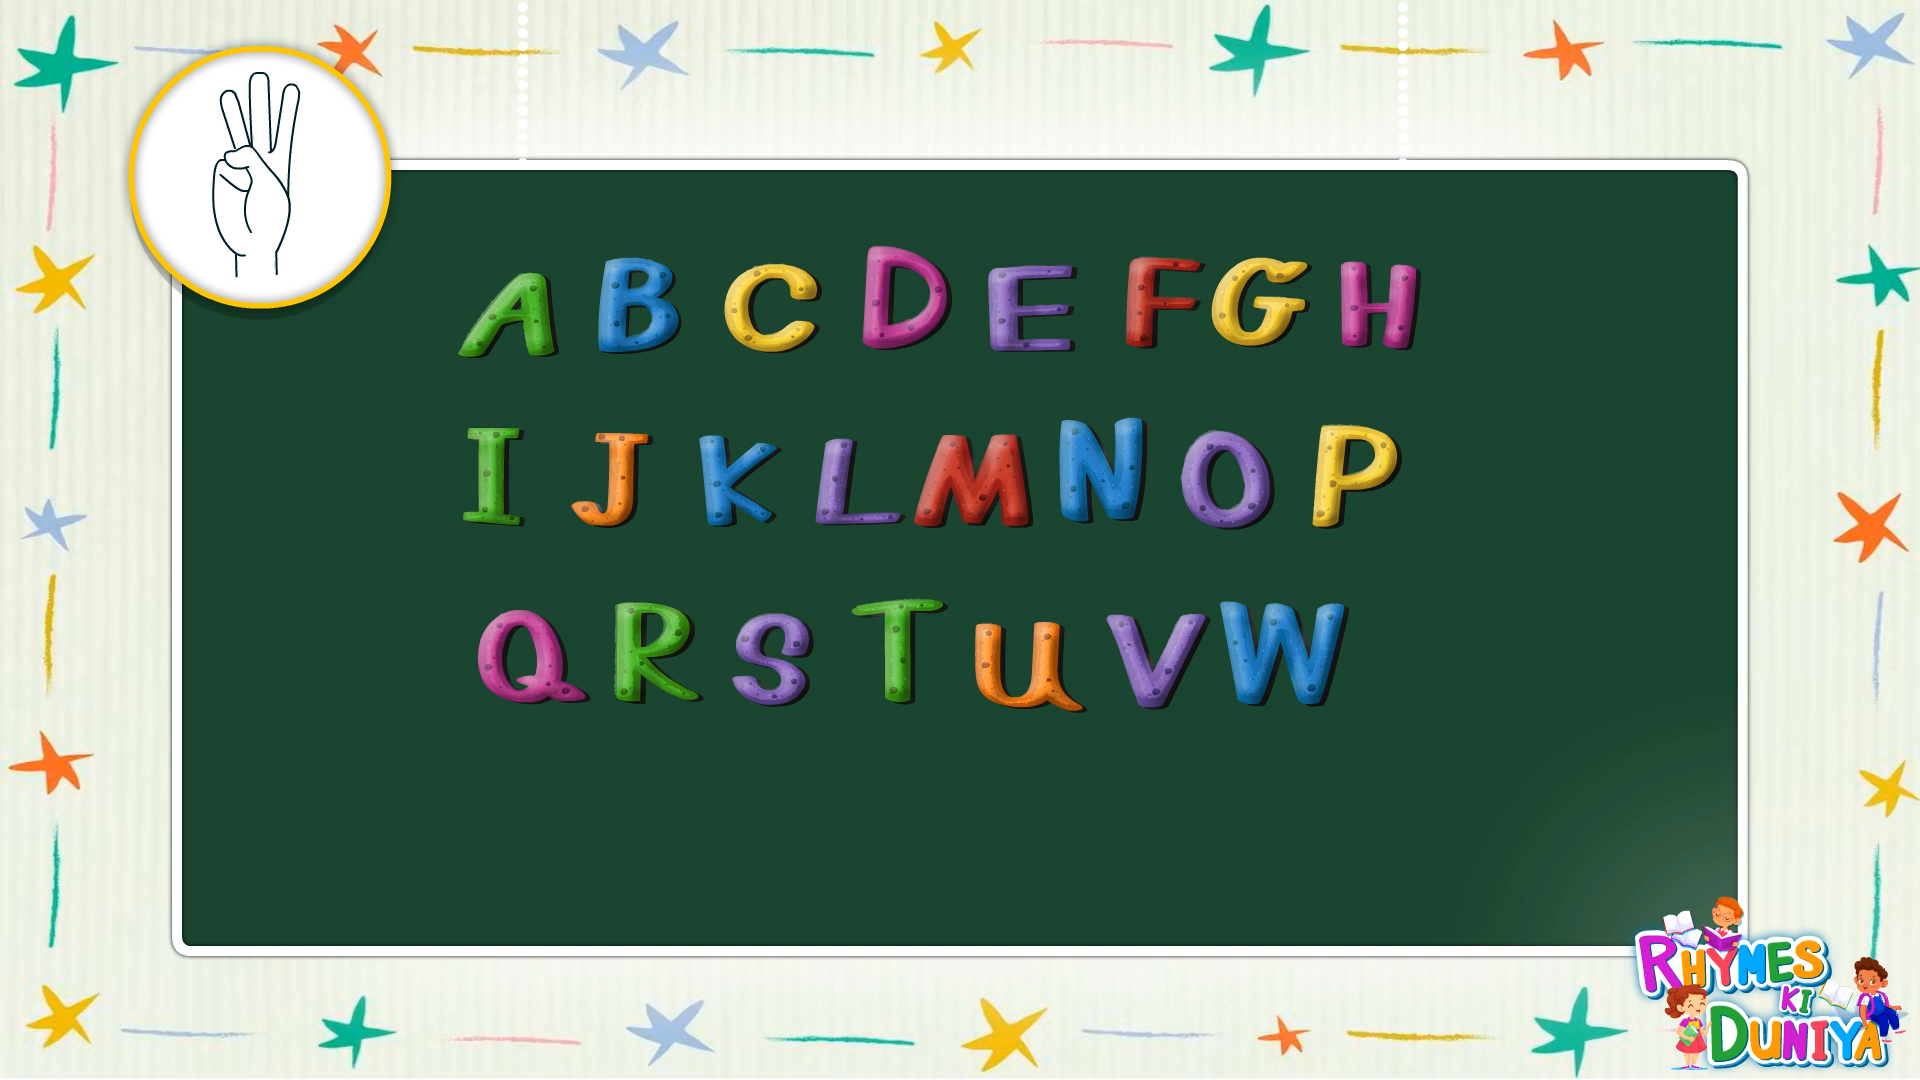 A B C D E F G H
I J K L M N O P
Q R S T U V W
RHYMES
KI
DUNIYA